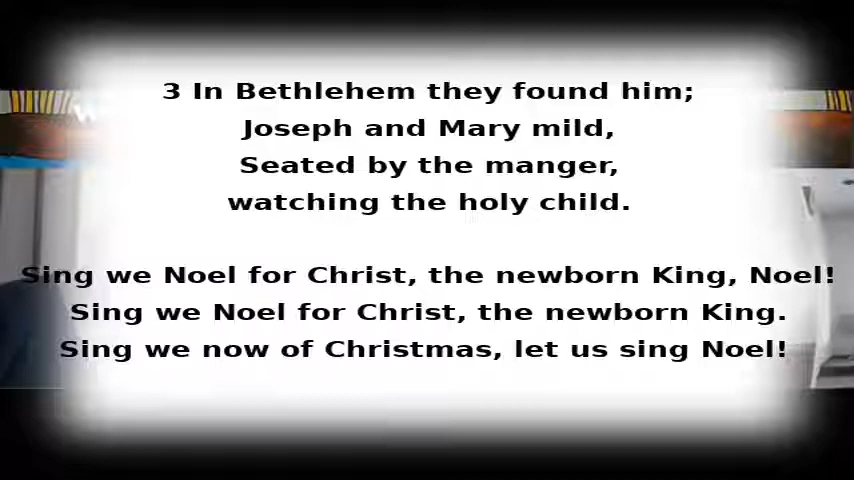 3 In Bethlehem they found him;
Joseph and Mary mild,
Seated by the manger,
watching the holy child.
Sing we Noel for Christ, the newborn King, Noel!
Sing we Noel for Christ, the newborn King.
Sing we now of Christmas, let us sing Noel!